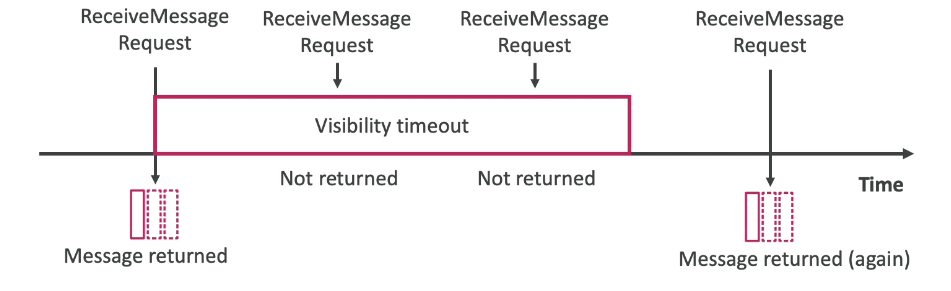 ReceiveMessage
Request
ReceiveMessage
Request
ReceiveMessage
Request
ReceiveMessage
Request
Visibility timeout
Not returned
Not returned
Time
Message returned
Message returned (again)